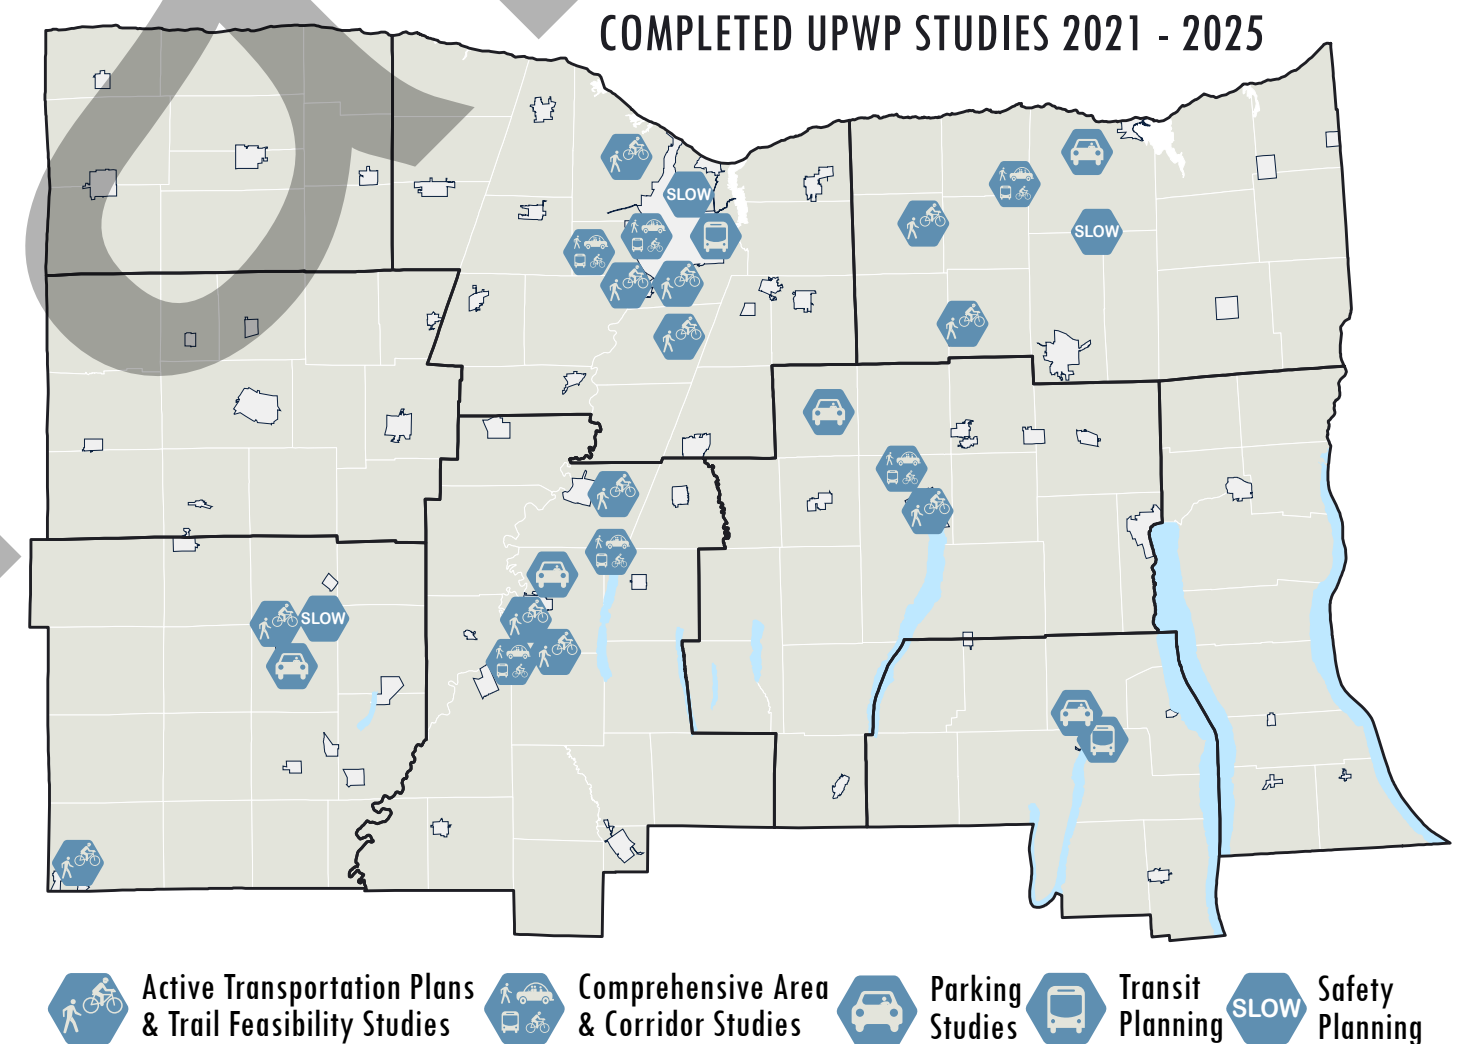 COMPLETED UPWP STUDIES 2021 - 2025
SLOW
SLOW
SLOW
Active Transportation Plans
& Trail Feasibility Studies
Comprehensive Area
& Corridor Studies
Parking
Studies
Transit
Planning
SLOW
Safety
Planning